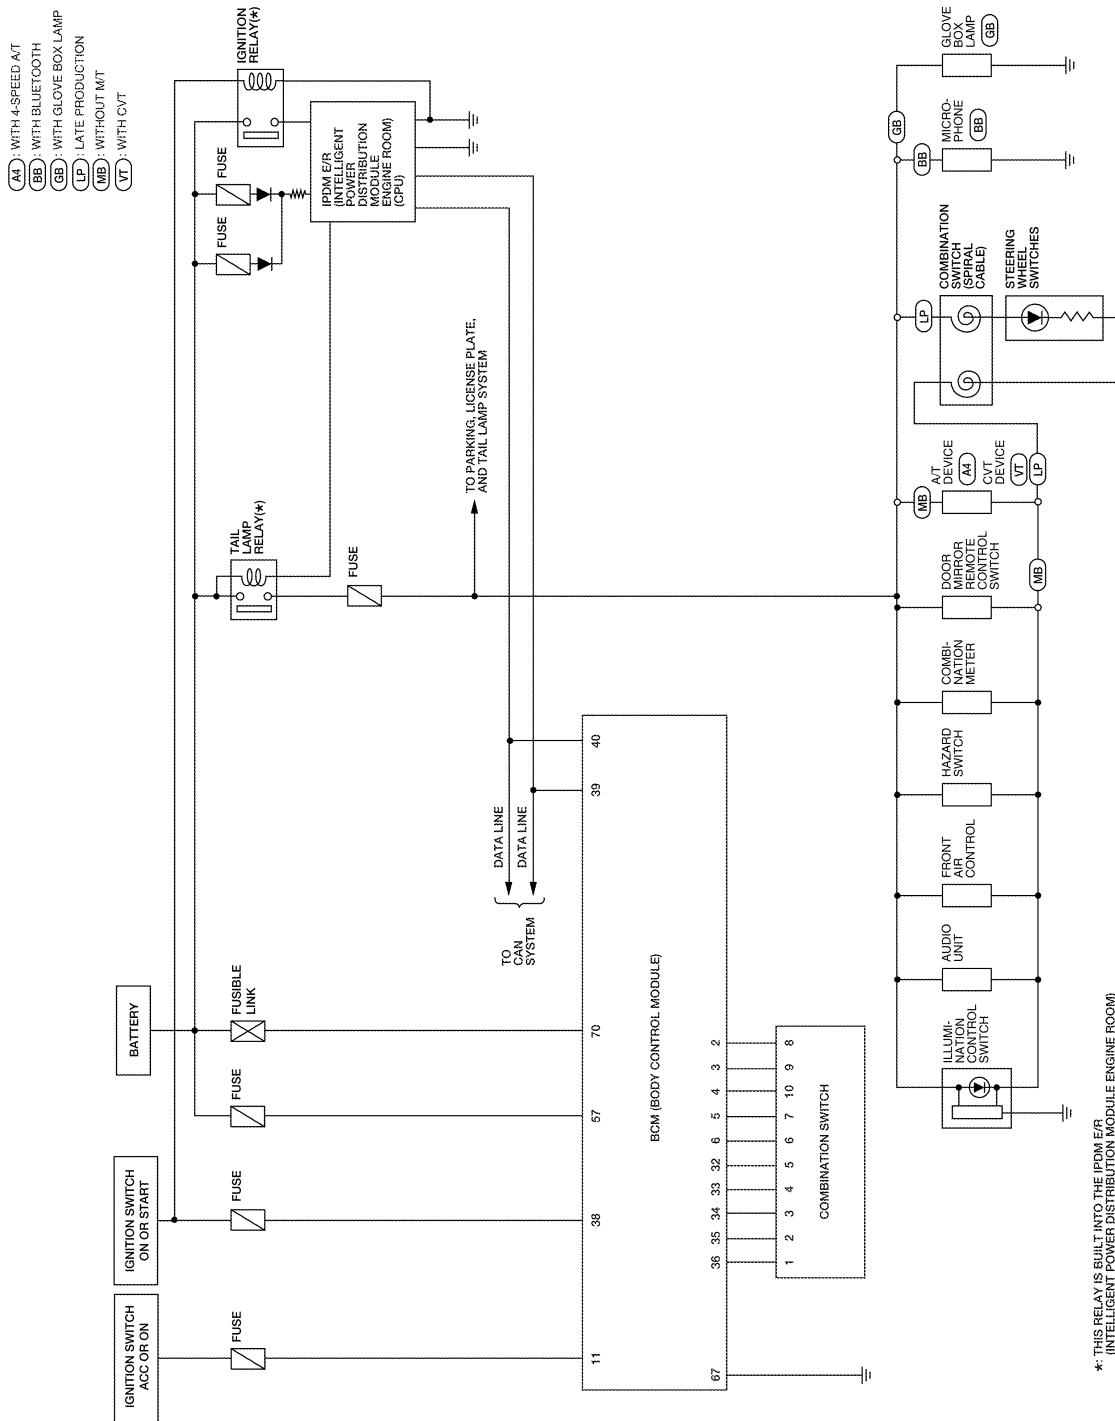 A4 : WITH 4-SPEED A/T
BB : WITH BLUETOOTH
GB : WITH GLOVE BOX LAMP
LP : LATE PRODUCTION
MB : WITHOUT M/T
VT : WITH CVT
IGNITION SWITCH
ACC OR ON
IGNITION SWITCH
ON OR START
BATTERY
FUSE
FUSE
FUSE
FUSIBLE
LINK
TAIL
LAMP
RELAY(*)
FUSE
FUSE
FUSE
IGNITION
RELAY(*)
IPDM E/R
(INTELLIGENT
POWER
DISTRIBUTION
MODULE
ENGINE ROOM)
(CPU)
TO PARKING, LICENSE PLATE,
AND TAIL LAMP SYSTEM
DATA LINE
DATA LINE
TO
CAN
SYSTEM
11
38
57
70
39
40
BCM (BODY CONTROL MODULE)
67
36
35
34
33
32
6
5
4
3
2
1
2
3
4
5
6
7
10
9
8
COMBINATION SWITCH
ILLUMI-
NATION
CONTROL
SWITCH
AUDIO
UNIT
FRONT
AIR
CONTROL
HAZARD
SWITCH
COMBI-
NATION
METER
DOOR
MIRROR
REMOTE
CONTROL
SWITCH
MB
MB
A/T
DEVICE
A4
CVT
DEVICE
VT
LP
LP
COMBINATION
SWITCH
(SPIRAL
CABLE)
STEERING
WHEEL
SWITCHES
BB
MICRO-
PHONE
BB
GB
GLOVE
BOX
LAMP
GB
*: THIS RELAY IS BUILT INTO THE IPDM E/R
(INTELLIGENT POWER DISTRIBUTION MODULE ENGINE ROOM)